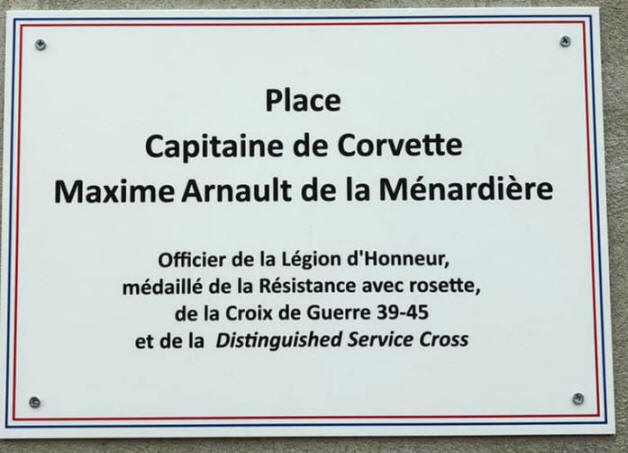 Place
Capitaine de Corvette
Maxime Arnault de la Ménardière
Officier de la Légion d'Honneur,
médaillé de la Résistance avec rosette,
de la Croix de Guerre 39-45
et de la Distinguished Service Cross